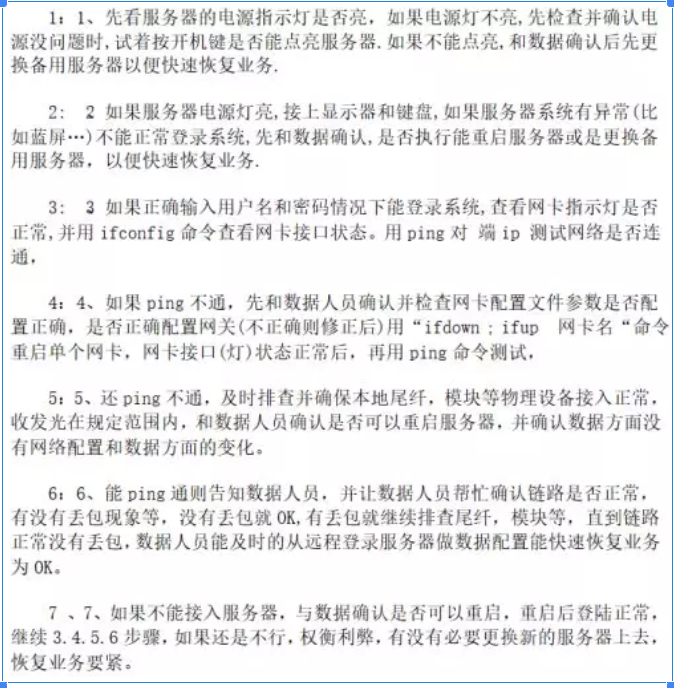 1：1、先看服务器的电源指示灯是否亮，如果电源灯不亮,先检查并确认电
源没问题时,试着按开机键是否能点亮服务器.如果不能点亮,和数据确认后先更
换备用服务器以便快速恢复业务.
2： 2 如果服务器电源灯亮,接上显示器和键盘,如果服务器系统有异常(比
如蓝屏…)不能正常登录系统,先和数据确认,是否执行能重启服务器或是更换备
用服务器，以便快速恢复业务.
3： 3 如果正确输入用户名和密码情况下能登录系统,查看网卡指示灯是否
正常,并用 ifconfig 命令查看网卡接口状态。用 ping 对 端 ip 测试网络是否连
通，
4：4、如果 ping 不通，先和数据人员确认并检查网卡配置文件参数是否配
置正确，是否正确配置网关(不正确则修正后)用“ifdown；ifup 网卡名“命令
重启单个网卡，网卡接口(灯)状态正常后，再用 ping 命令测试，
5：5、还 ping 不通，及时排查并确保本地尾纤，模块等物理设备接入正常，
收发光在规定范围内，和数据人员确认是否可以重启服务器，并确认数据方面没
有网络配置和数据方面的变化。
6：6、能 ping 通则告知数据人员，并让数据人员帮忙确认链路是否正常，
有没有丢包现象等，没有丢包就 OK,有丢包就继续排查尾纤，模块等，直到链路
正常没有丢包,数据人员能及时的从远程登录服务器做数据配置能快速恢复业务
为 OK。
7 、7、如果不能接入服务器，与数据确认是否可以重启，重启后登陆正常，
继续 3.4.5.6 步骤,如果还是不行，权衡利弊，有没有必要更换新的服务器上去，
恢复业务要紧。